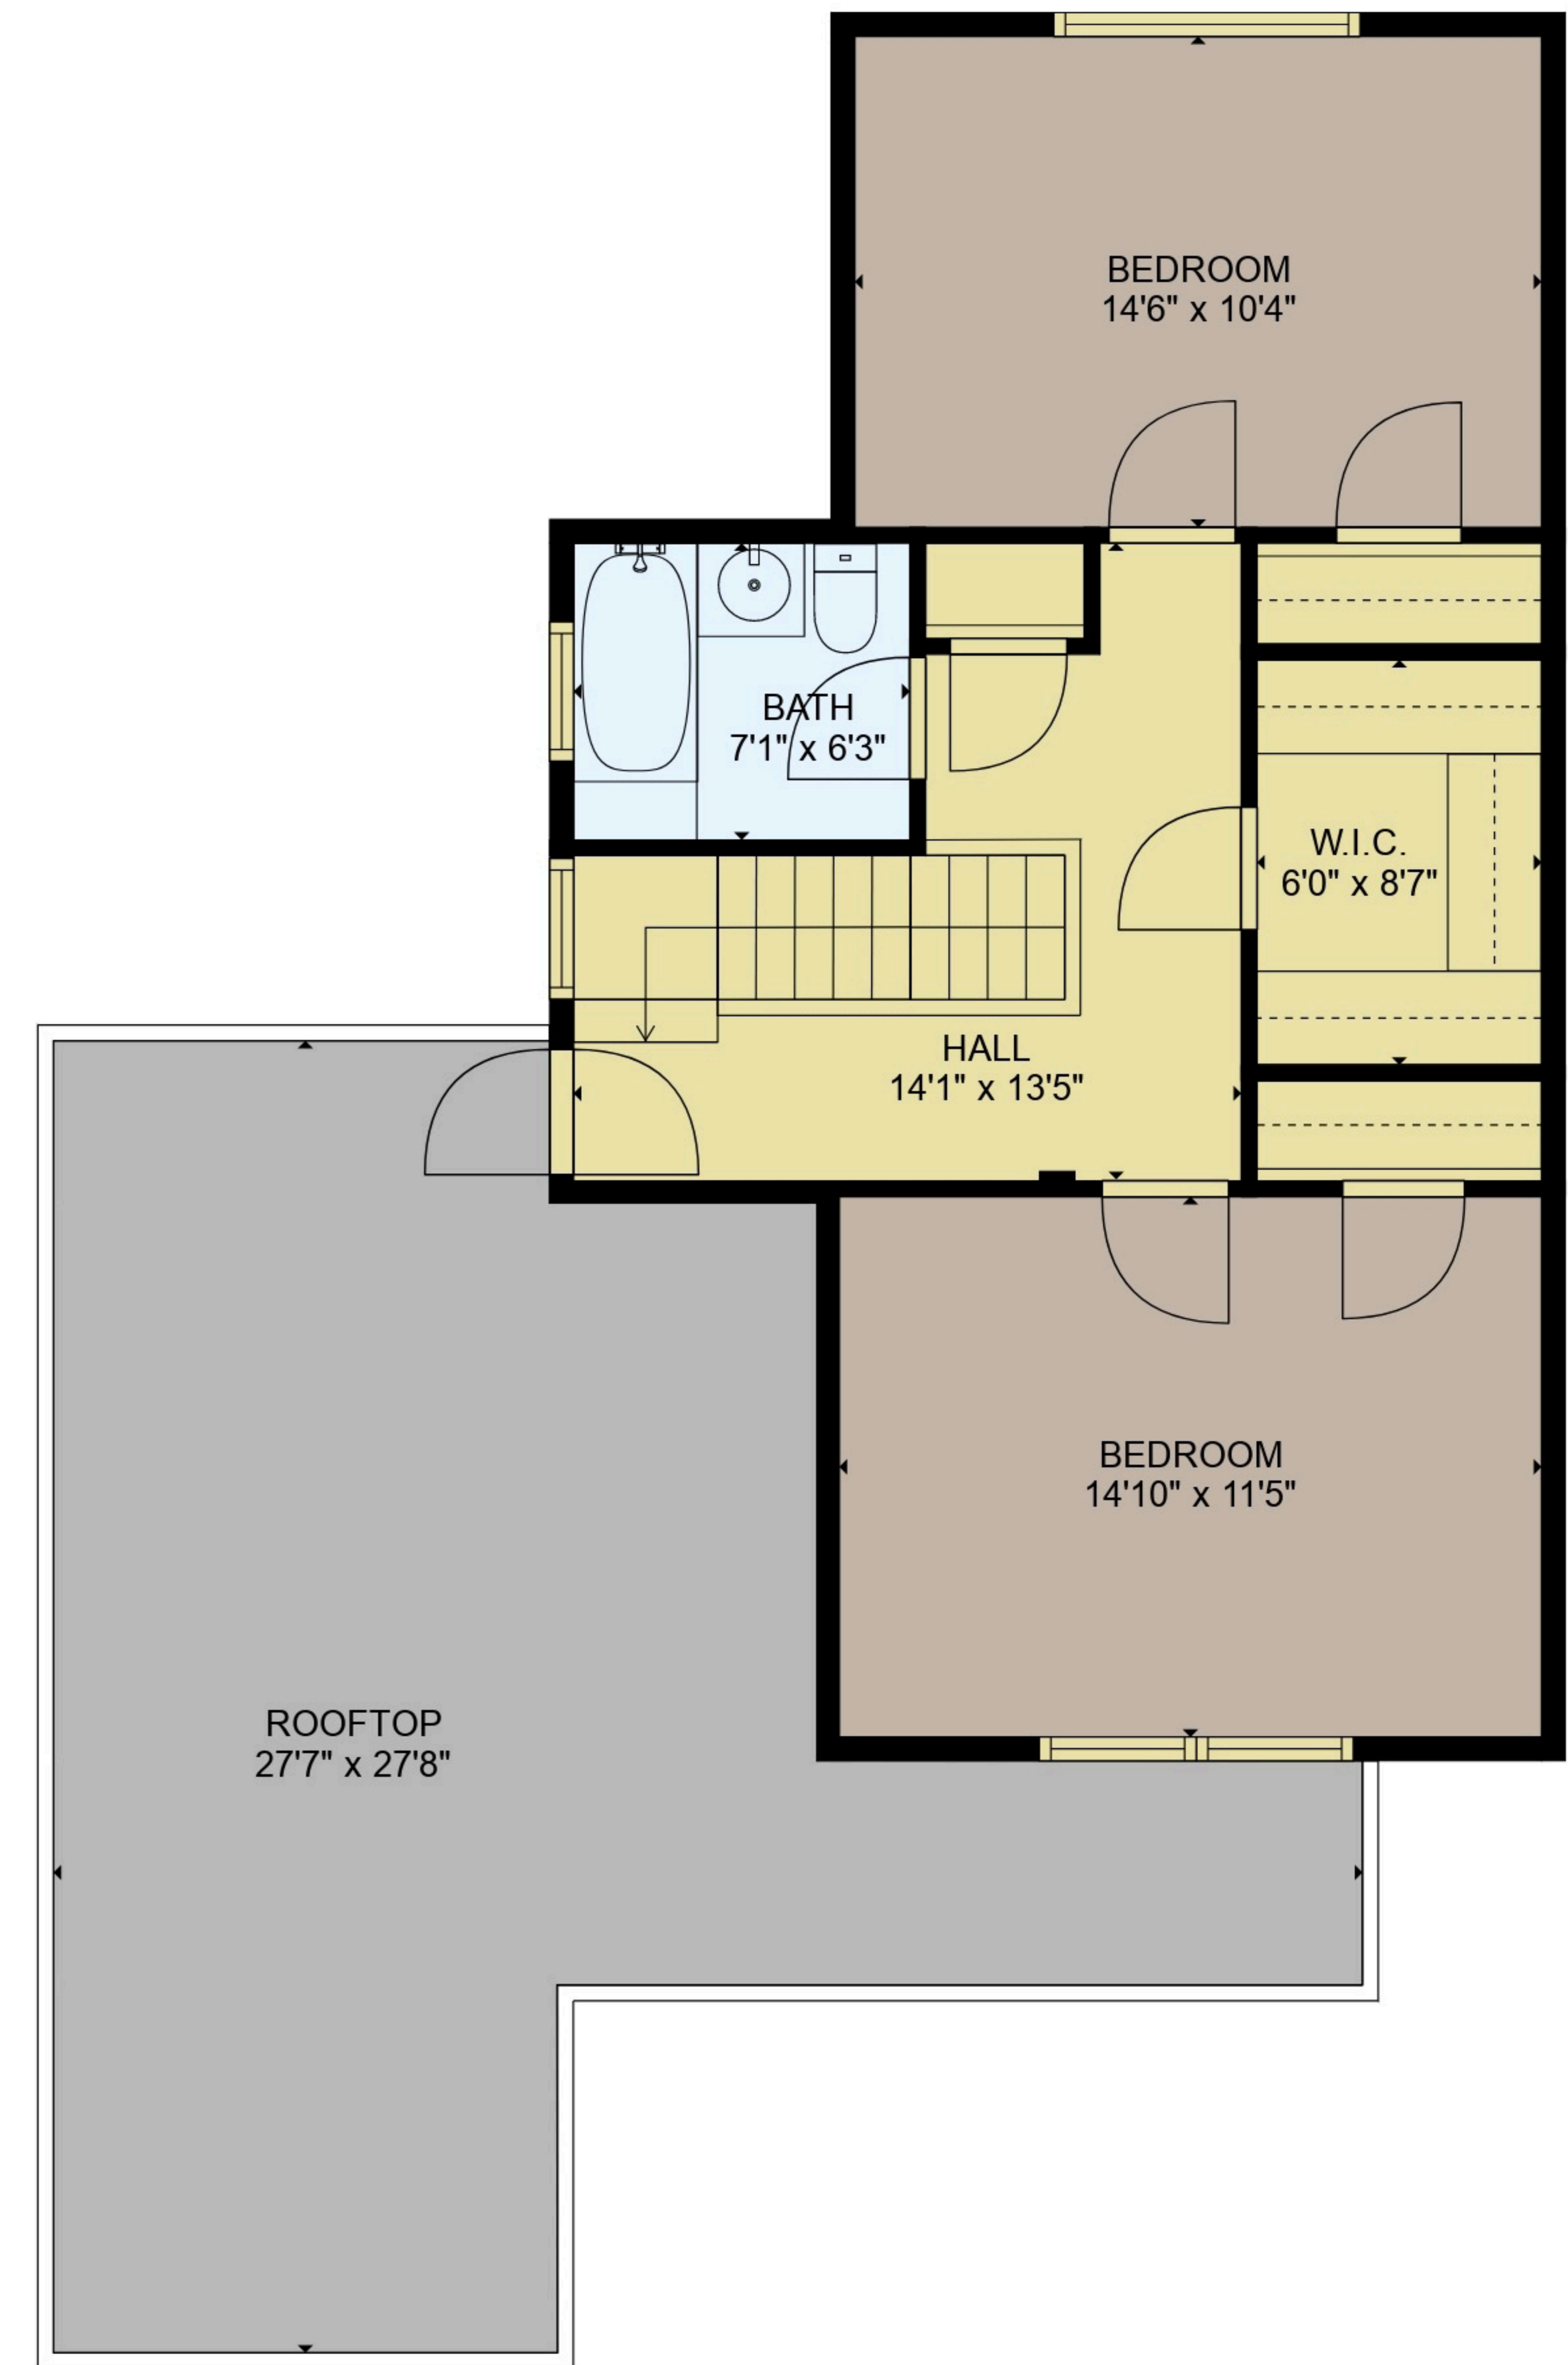 BEDROOM
14'6" x 10'4"
BATH
7'1" x 6'3"
W.I.C.
6'0" x 8'7"
HALL
14'1" x 13'5"
BEDROOM
14'10" x 11'5"
ROOFTOP
27'7" x 27'8"